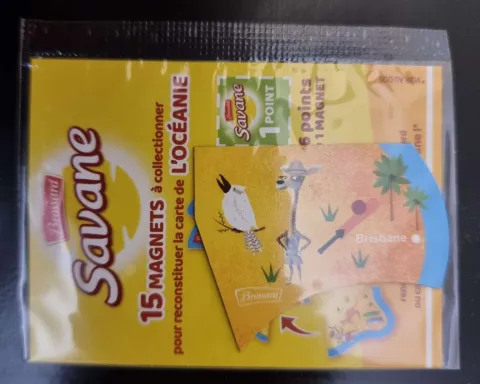 Brossard
Savane
15 MAGNETS à collectionner
pour reconstituer la carte de L'OCÉANIE
Brossard
Savane
1 POINT
6 points
1 MAGNET
Brisbane
Brossard